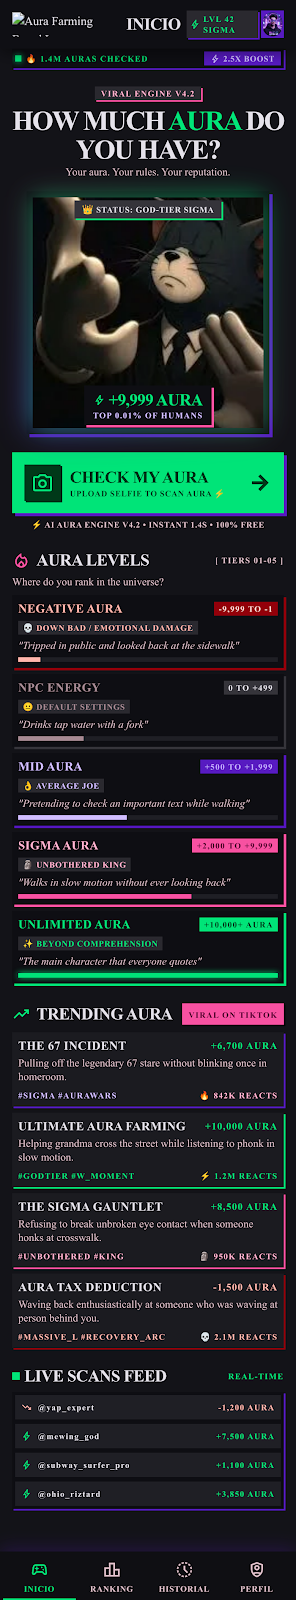 Aura Farming
INICIO
LVL 42
SIGMA
🔥 1.4M AURAS CHECKED
2.5X BOOST
VIRAL ENGINE V4.2
HOW MUCH AURA DO
YOU HAVE?
Your aura. Your rules. Your reputation.
👑 STATUS: GOD-TIER SIGMA
+9,999 AURA
TOP 0.01% OF HUMANS
CHECK MY AURA
UPLOAD SELFIE TO SCAN AURA ⚡
⚡ AI AURA ENGINE V4.2 • INSTANT 1.4S • 100% FREE
AURA LEVELS
[ TIERS 01-05 ]
Where do you rank in the universe?
NEGATIVE AURA
-9,999 TO -1
💀 DOWN BAD / EMOTIONAL DAMAGE
"Tripped in public and looked back at the sidewalk"
NPC ENERGY
0 TO +499
😐 DEFAULT SETTINGS
"Drinks tap water with a fork"
MID AURA
+500 TO +1,999
👌 AVERAGE JOE
"Pretending to check an important text while walking"
SIGMA AURA
+2,000 TO +9,999
🗿 UNBOTHERED KING
"Walks in slow motion without ever looking back"
UNLIMITED AURA
+10,000+ AURA
✨ BEYOND COMPREHENSION
"The main character that everyone quotes"
TRENDING AURA
VIRAL ON TIKTOK
THE 67 INCIDENT
+6,700 AURA
Pulling off the legendary 67 stare without blinking once in
homeroom.
#SIGMA #AURAWARS
🔥 842K REACTS
ULTIMATE AURA FARMING
+10,000 AURA
Helping grandma cross the street while listening to phonk in
slow motion.
#GODTIER #W_MOMENT
⚡ 1.2M REACTS
THE SIGMA GAUNTLET
+8,500 AURA
Refusing to break unbroken eye contact when someone
honks at crosswalk.
#UNBOTHERED #KING
🗿 950K REACTS
AURA TAX DEDUCTION
-1,500 AURA
Waving back enthusiastically at someone who was waving at
person behind you.
#MASSIVE_L #RECOVERY_ARC
💀 2.1M REACTS
LIVE SCANS FEED
REAL-TIME
@yap_expert
-1,200 AURA
@mewing_god
+7,500 AURA
@subway_surfer_pro
+1,100 AURA
@ohio_riztard
+3,850 AURA
INICIO
RANKING
HISTORIAL
PERFIL